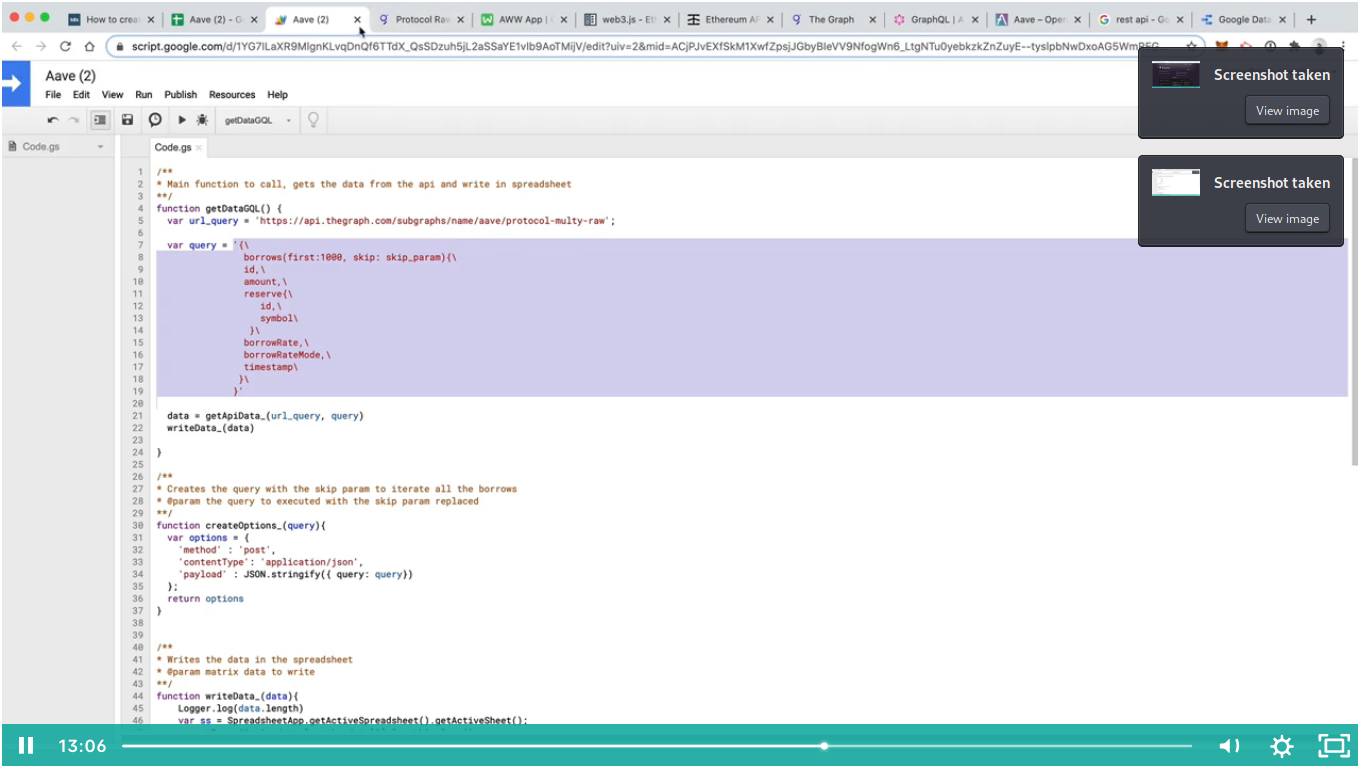 How to crea
Aave (2) - G
Aave (2)
Protocol Rav
AWW App |
web3.js - Et
Ethereum AF
The Graph
GraphQL | A
Aave – Open
rest api - Go
Google Data
script.google.com/d/
Aave (2)
File Edit View Run Publish Resources Help
getDataGQL
Code.gs
Code.gs
Screenshot taken
View image
Screenshot taken
View image
1 /**
2 * Main function to call, gets the data from the api and write in spreadsheet
3 **/
4 function getDataGQL() {
5 var url_query = 'https://api.thegraph.com/subgraphs/name/aave/protocol-multy-raw';
6
7 var query = '{\
8 borrows(first:1000, skip: skip_param){\
9 id,\
10 amount,\
11 reserve{\
12 id,\
13 symbol\
14 }\
15 borrowRate,\
16 borrowRateMode,\
17 timestamp\
18 }\
19 }'
20
21 data = getApiData_(url_query, query)
22 writeData_(data)
23
24 }
25
26 /**
27 * Creates the query with the skip param to iterate all the borrows
28 * @param the query to executed with the skip param replaced
29 **/
30 function createOptions_(query){
31 var options = {
32 'method' : 'post',
33 'contentType': 'application/json',
34 'payload' : JSON.stringify({ query: query})
35 };
36 return options
37 }
38
39
40 /**
41 * Writes the data in the spreadsheet
42 * @param matrix data to write
43 **/
44 function writeData_(data){
45 Logger.log(data.length)
46 var ss = SpreadsheetApp.getActiveSpreadsheet().getActiveSheet();
13:06